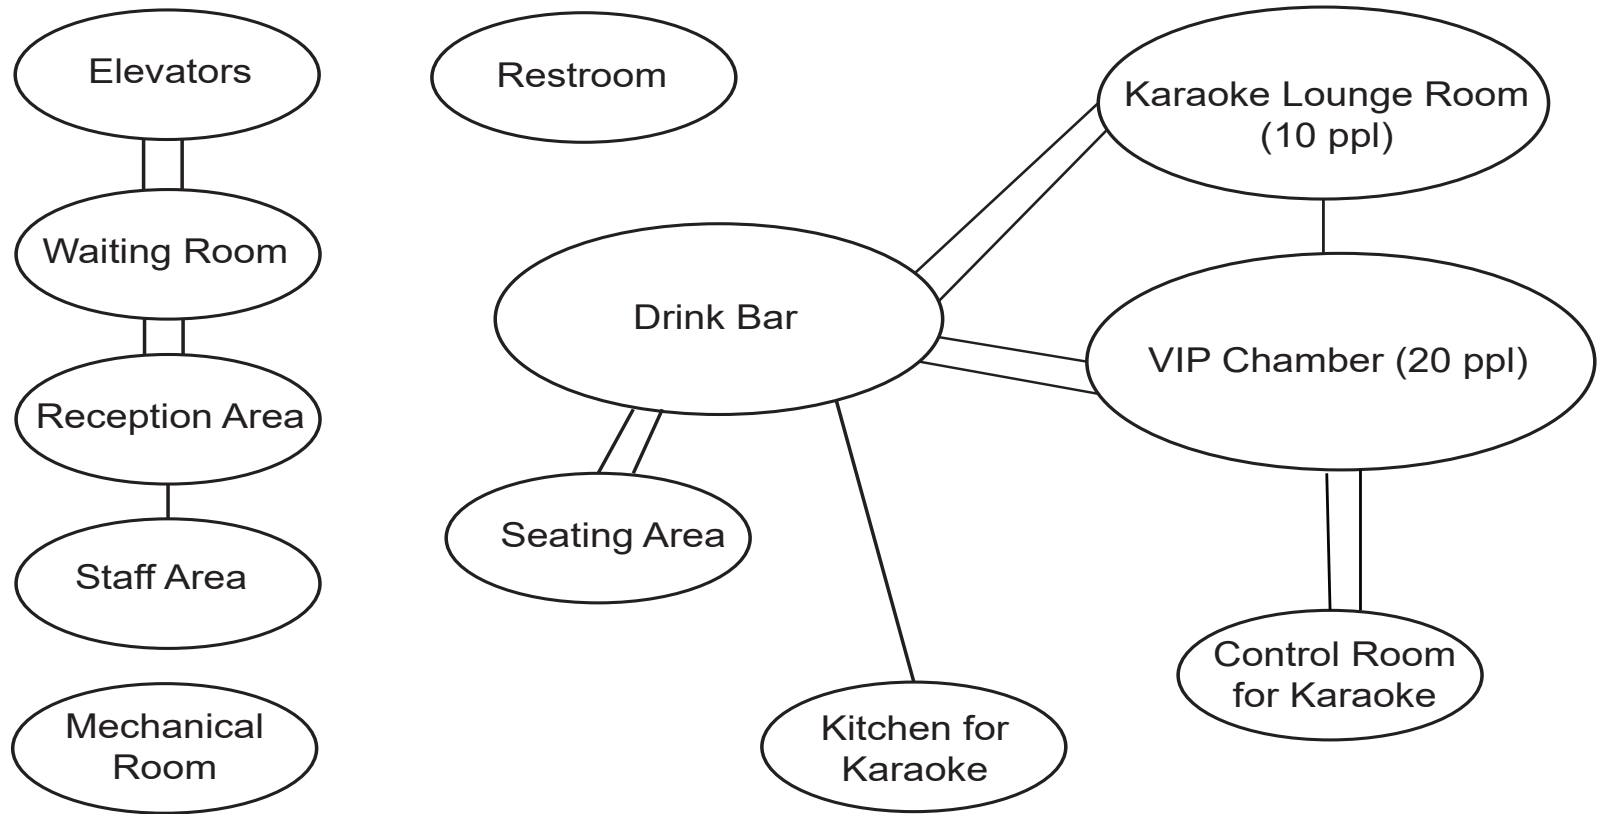 Elevators
Restroom
Karaoke Lounge Room
(10 ppl)
Waiting Room
Drink Bar
VIP Chamber (20 ppl)
Reception Area
Seating Area
Staff Area
Control Room
for Karaoke
Mechanical
Room
Kitchen for
Karaoke